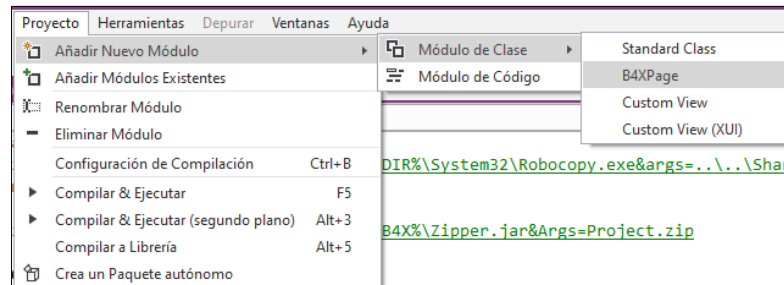 Proyecto Herramientas Depurar Ventanas Ayuda
Añadir Nuevo Módulo
Módulo de Clase
Standard Class
Añadir Módulos Existentes
Módulo de Código
B4XPage
Renombrar Módulo
Custom View
Eliminar Módulo
Custom View (XUI)
Configuración de Compilación Ctrl+B
DIR%\System32\Robocopy.exe&args=..\..\Shar
Compilar & Ejecutar F5
Compilar & Ejecutar (segundo plano) Alt+3
B4X%\Zipper.jar&Args=Project.zip
Compilar a Librería Alt+5
Crea un Paquete autónomo